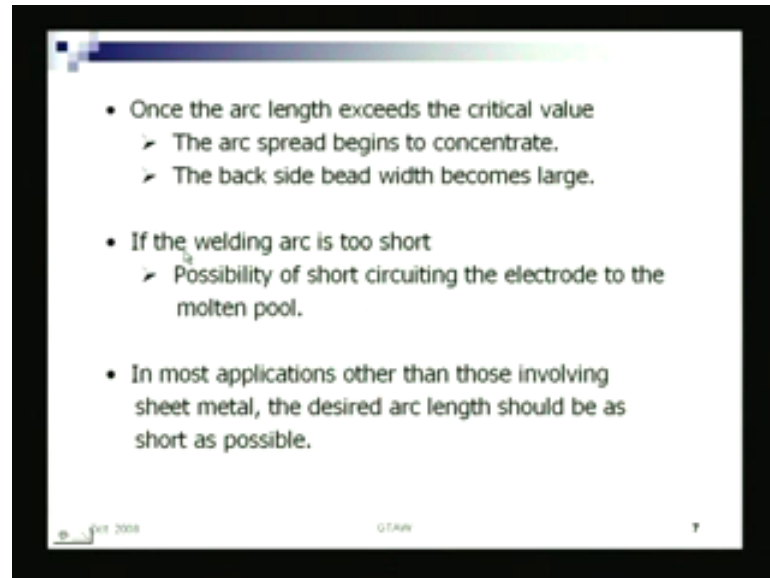 • Once the arc length exceeds the critical value
➢ The arc spread begins to concentrate.
➢ The back side bead width becomes large.
• If the welding arc is too short
➢ Possibility of short circuiting the electrode to the
molten pool.
• In most applications other than those involving
sheet metal, the desired arc length should be as
short as possible.
Oct 2008 GTAW 7